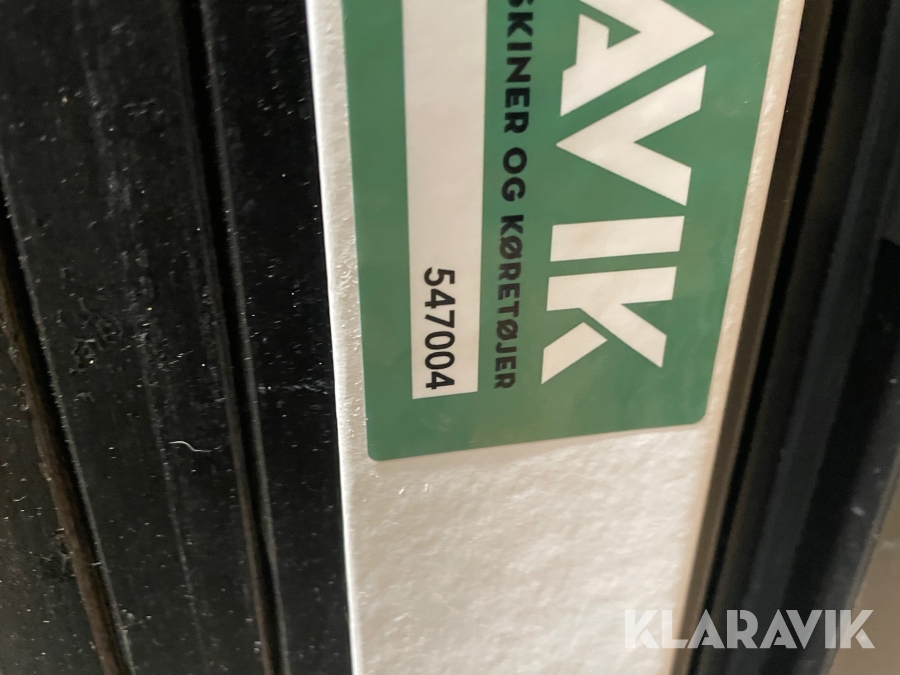 AVIK
SKINER OG KØRETØJER
547004
KLARAVIK